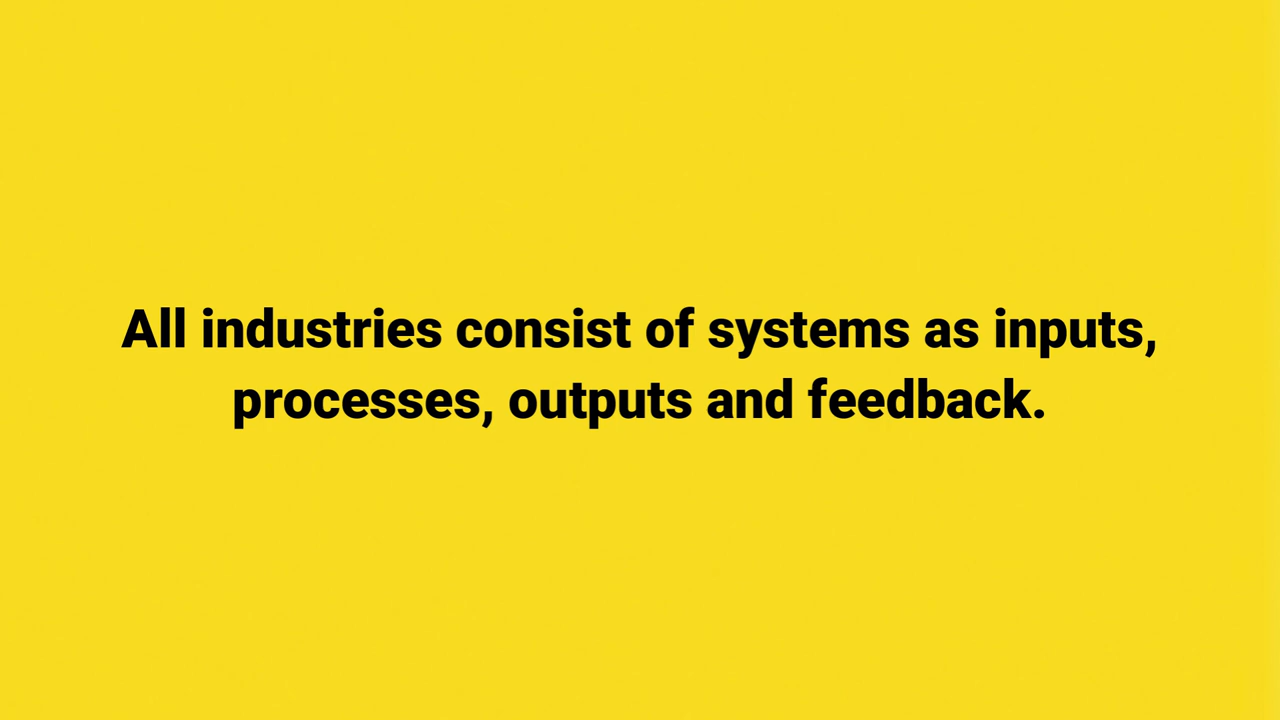 All industries consist of systems as inputs,
processes, outputs and feedback.